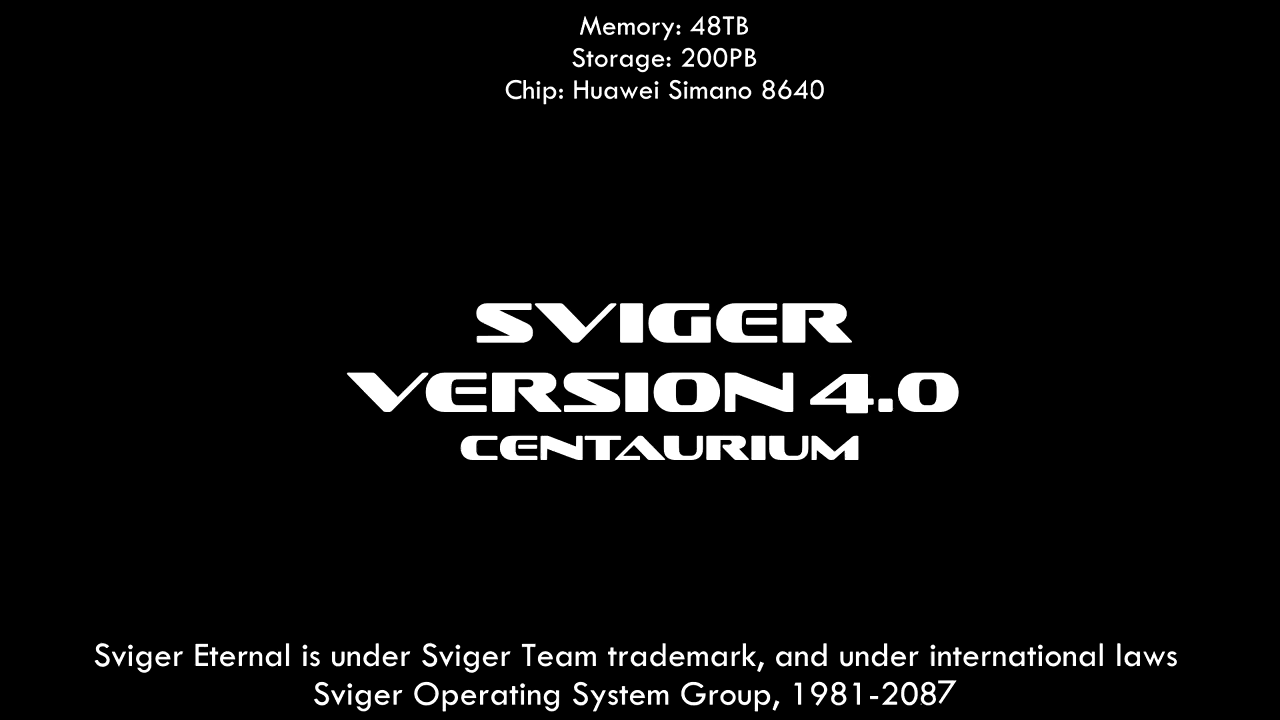 Memory: 48TB
Storage: 200PB
Chip: Huawei Simano 8640
SVIGER
VERSION 4.0
CENTAURIUM
Sviger Eternal is under Sviger Team trademark, and under international laws
Sviger Operating System Group, 1981-2087